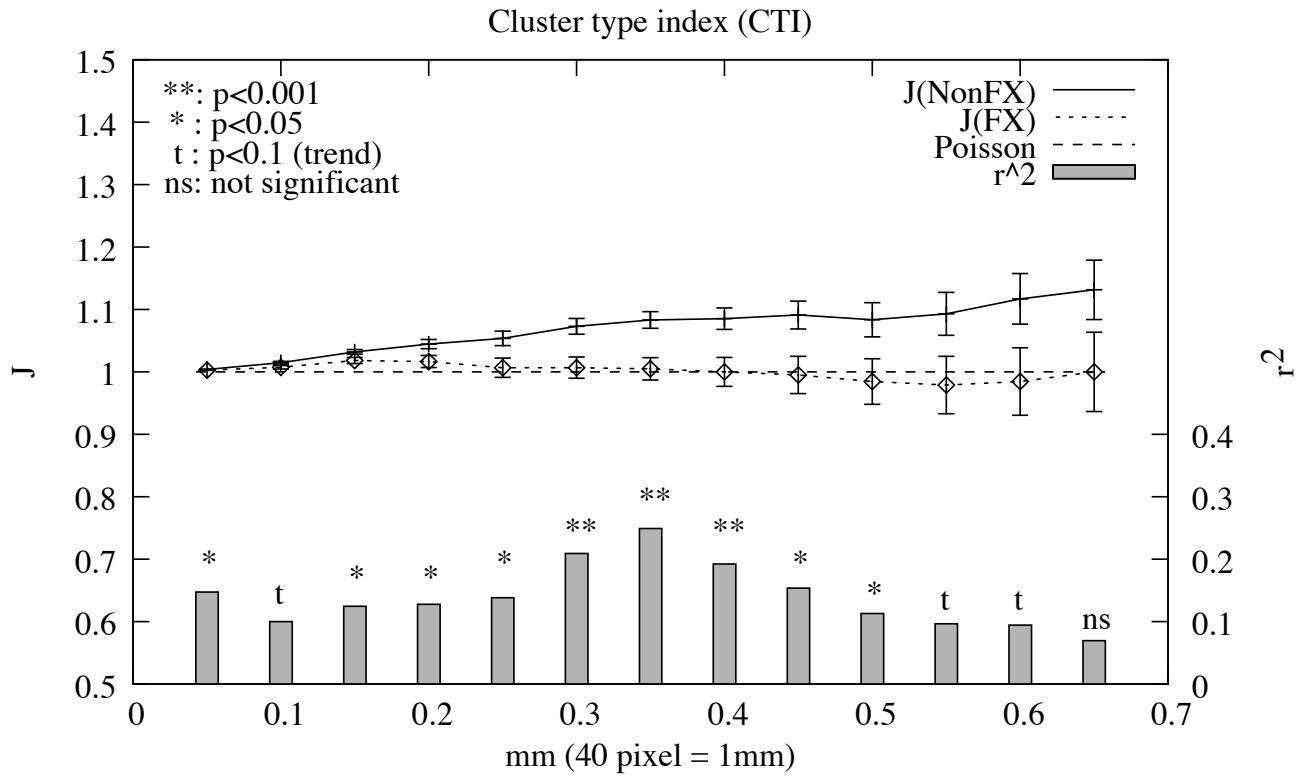 Cluster type index (CTI)
**: p<0.001
* : p<0.05
t : p<0.1 (trend)
ns: not significant
J(NonFX)
J(FX)
Poisson
r^2
1.5
1.4
1.3
1.2
1.1
1
0.9
0.8
0.7
0.6
0.5
J
0.4
0.3
0.2
0.1
0
r2
*
t
*
*
*
**
**
**
*
*
t
t
ns
0 0.1 0.2 0.3 0.4 0.5 0.6 0.7
mm (40 pixel = 1mm)